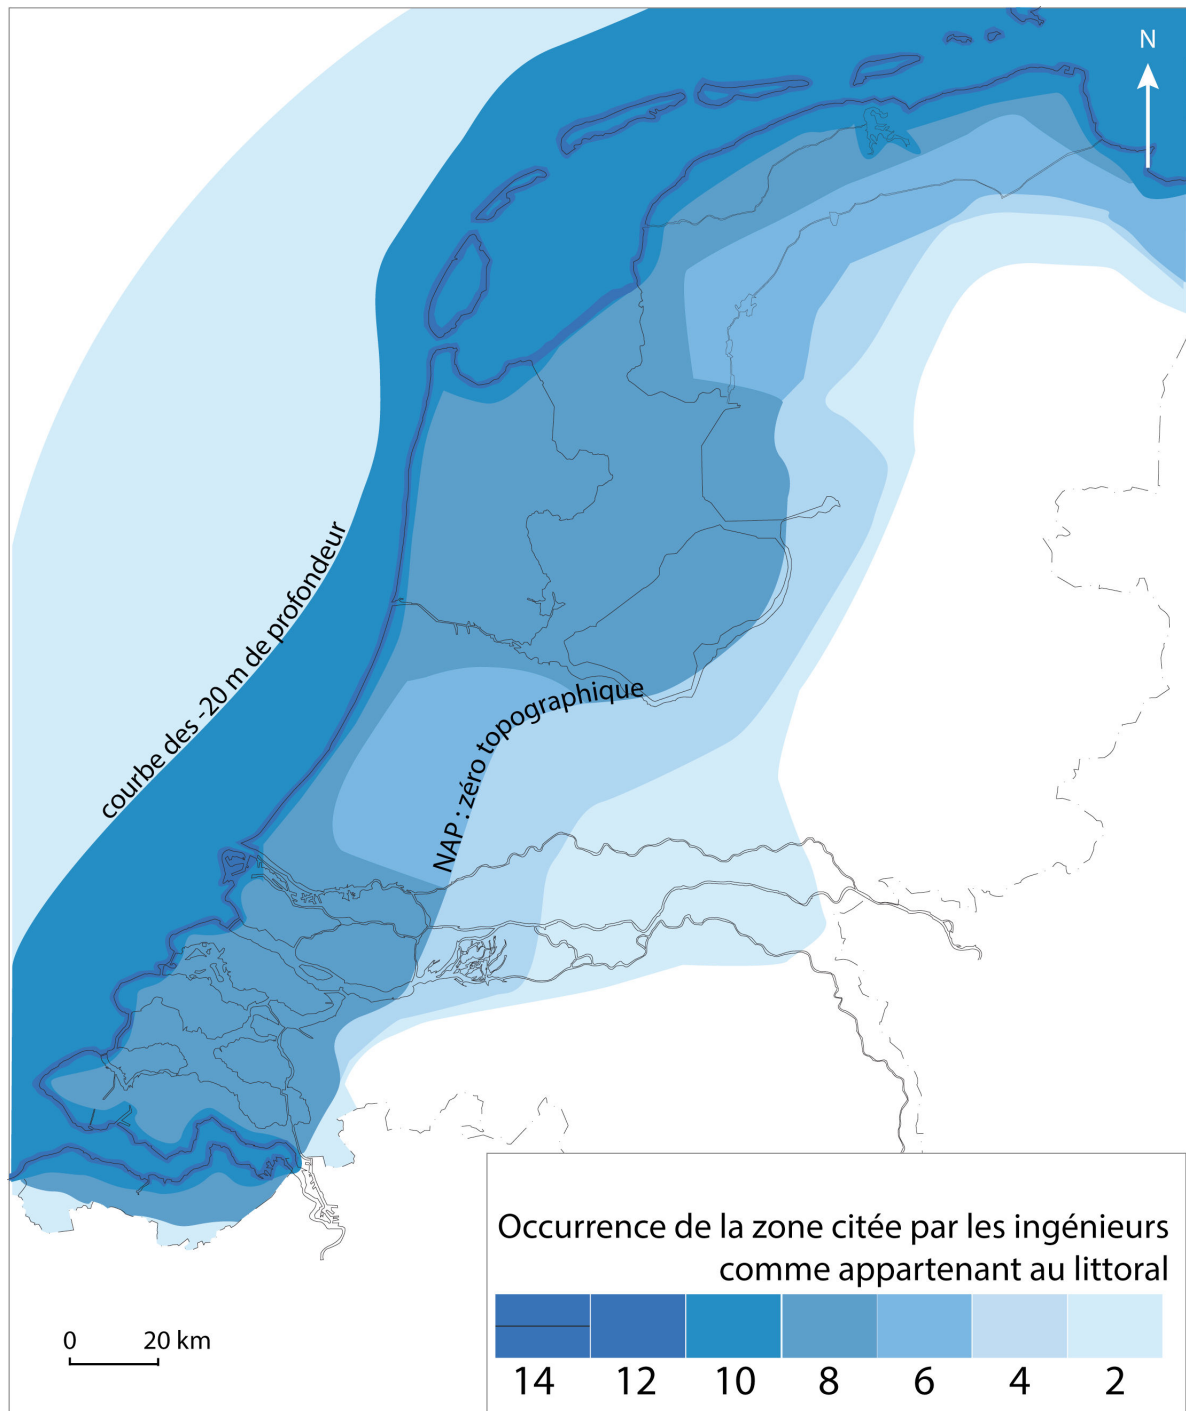 N
courbe des -20 m de profondeur
NAP : zéro topographique
Occurrence de la zone citée par les ingénieurs
comme appartenant au littoral
0 20 km
14 12 10 8 6 4 2